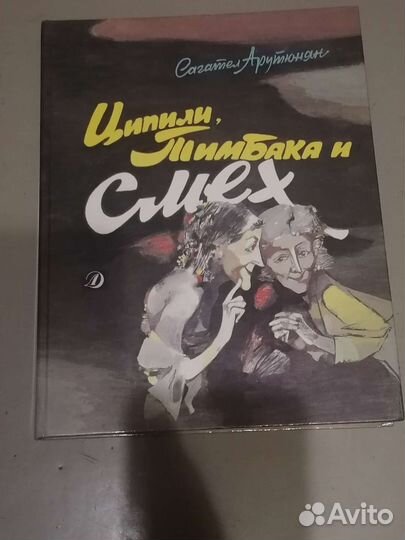 Сагател Арутюнян
Ципили,
Тимбака и
Смех
Д
Avito